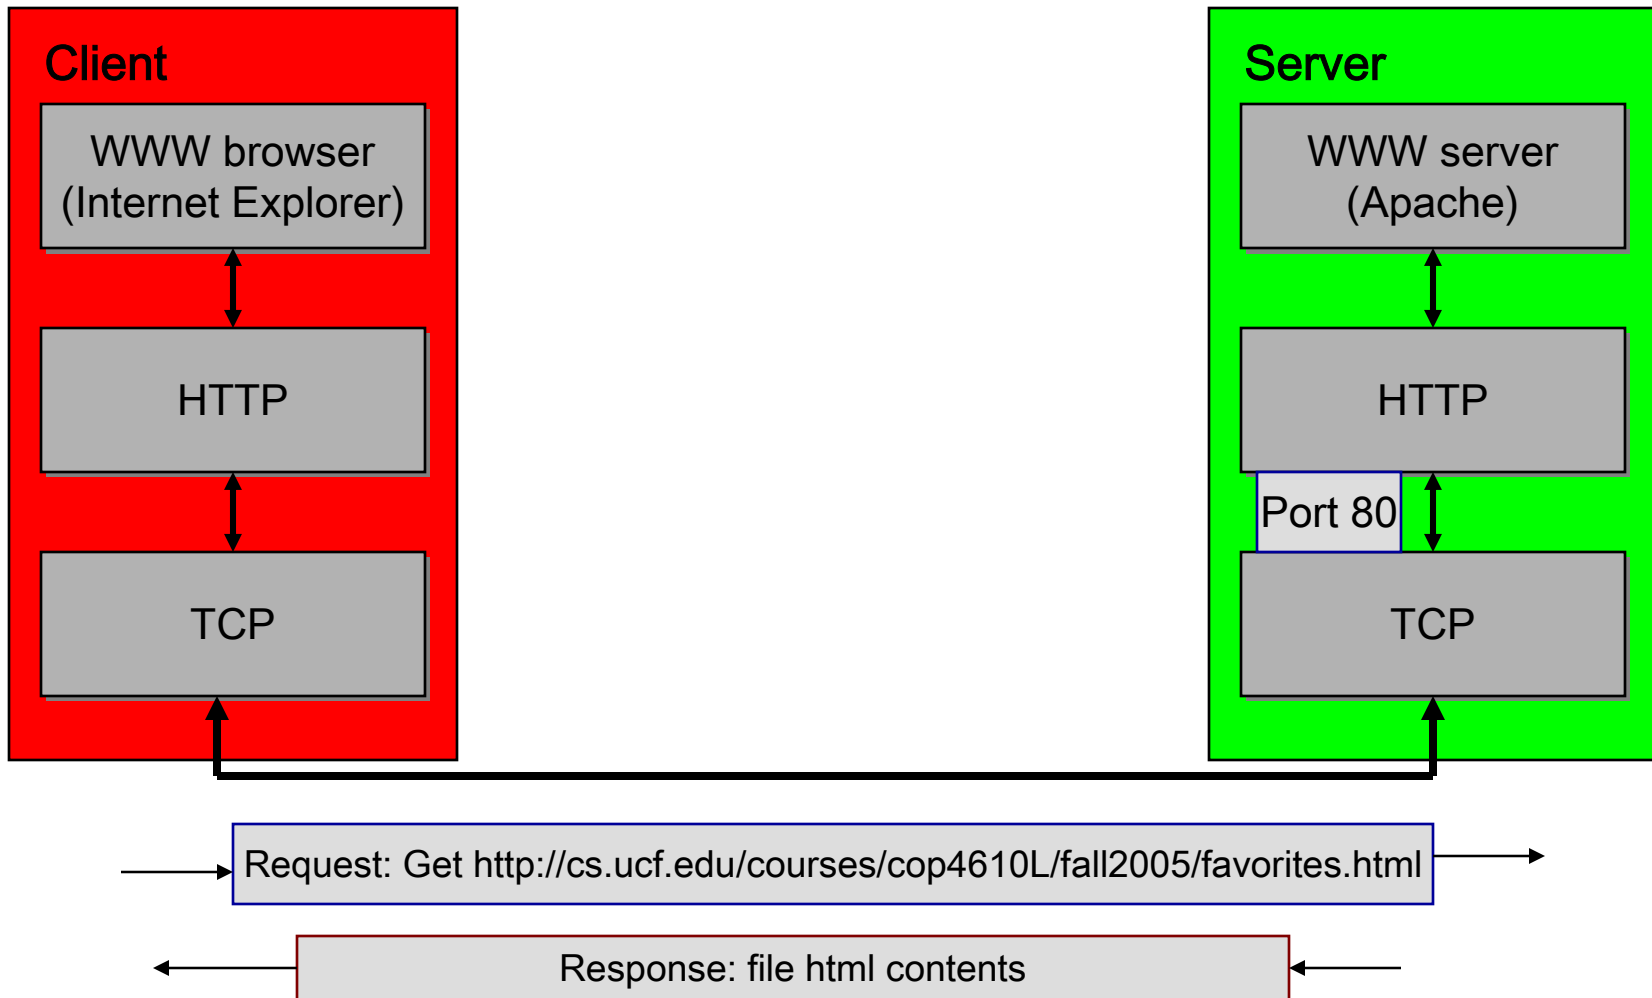 Client
WWW browser
(Internet Explorer)
HTTP
TCP
Server
WWW server
(Apache)
HTTP
Port 80
TCP
Request: Get http://cs.ucf.edu/courses/cop4610L/fall2005/favorites.html
Response: file html contents